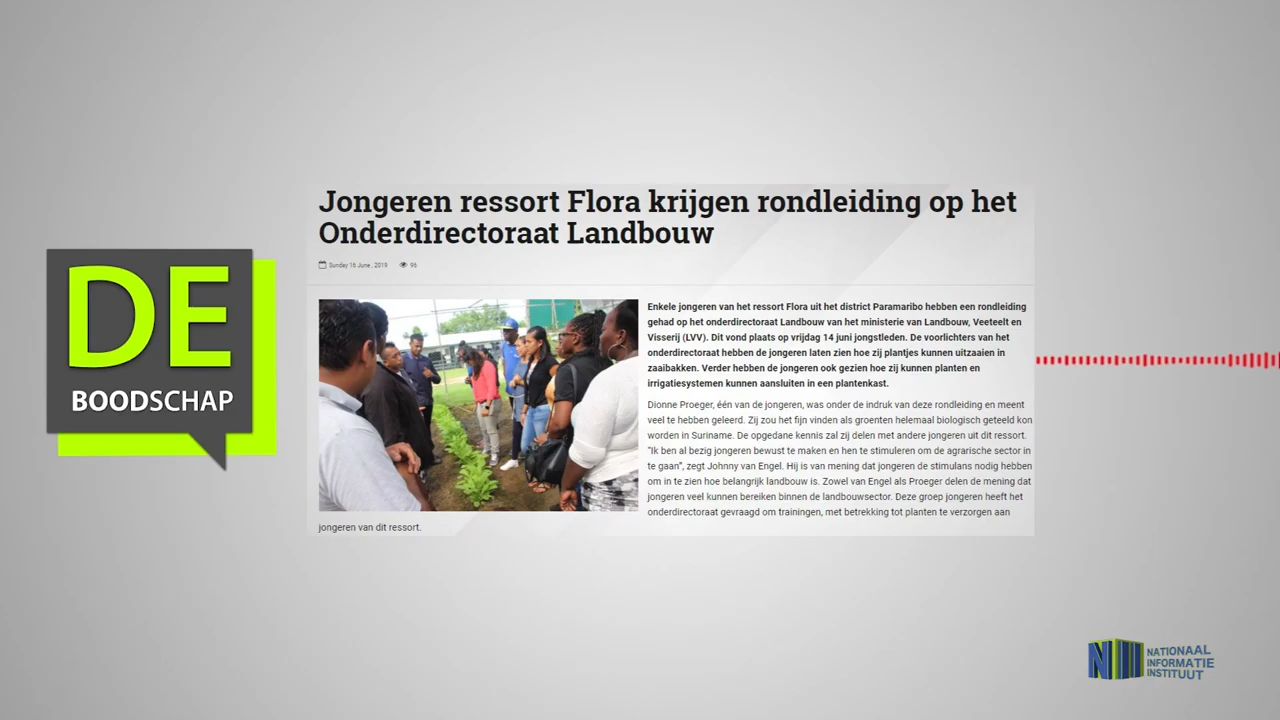 Jongeren ressort Flora krijgen rondleiding op het
Onderdirectoraat Landbouw
Sunday 16 June , 2019 96
DE
BOODSCHAP
Enkele jongeren van het ressort Flora uit het district Paramaribo hebben een rondleiding
gehad op het onderdirectoraat Landbouw van het ministerie van Landbouw, Veeteelt en
Visserij (LVV). Dit vond plaats op vrijdag 14 juni jongstleden. De voorlichters van het
onderdirectoraat hebben de jongeren laten zien hoe zij plantjes kunnen uitzaaien in
zaaibakken. Verder hebben de jongeren ook gezien hoe zij kunnen planten en
irrigatiesystemen kunnen aansluiten in een plantenkast.
Dionne Proeger, één van de jongeren, was onder de indruk van deze rondleiding en meent
veel te hebben geleerd. Zij zou het fijn vinden als groenten helemaal biologisch geteeld kon
worden in Suriname. De opgedane kennis zal zij delen met andere jongeren uit dit ressort.
"Ik ben al bezig jongeren bewust te maken en hen te stimuleren om de agrarische sector in
te gaan", zegt Johnny van Engel. Hij is van mening dat jongeren de stimulans nodig hebben
om in te zien hoe belangrijk landbouw is. Zowel van Engel als Proeger delen de mening dat
jongeren veel kunnen bereiken binnen de landbouwsector. Deze groep jongeren heeft het
onderdirectoraat gevraagd om trainingen, met betrekking tot planten te verzorgen aan
jongeren van dit ressort.
NII
NATIONAAL
INFORMATIE
INSTITUUT